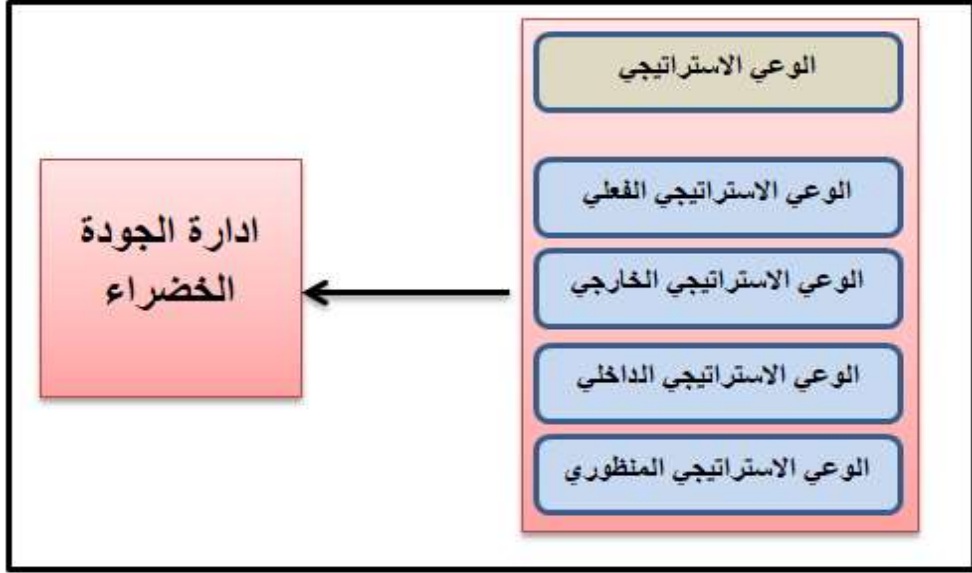 الوعي الاستراتيجي
الوعي الاستراتيجي الفعلي
الوعي الاستراتيجي الخارجي
الوعي الاستراتيجي الداخلي
الوعي الاستراتيجي المنظوري
ادارة الجودة
الخضراء